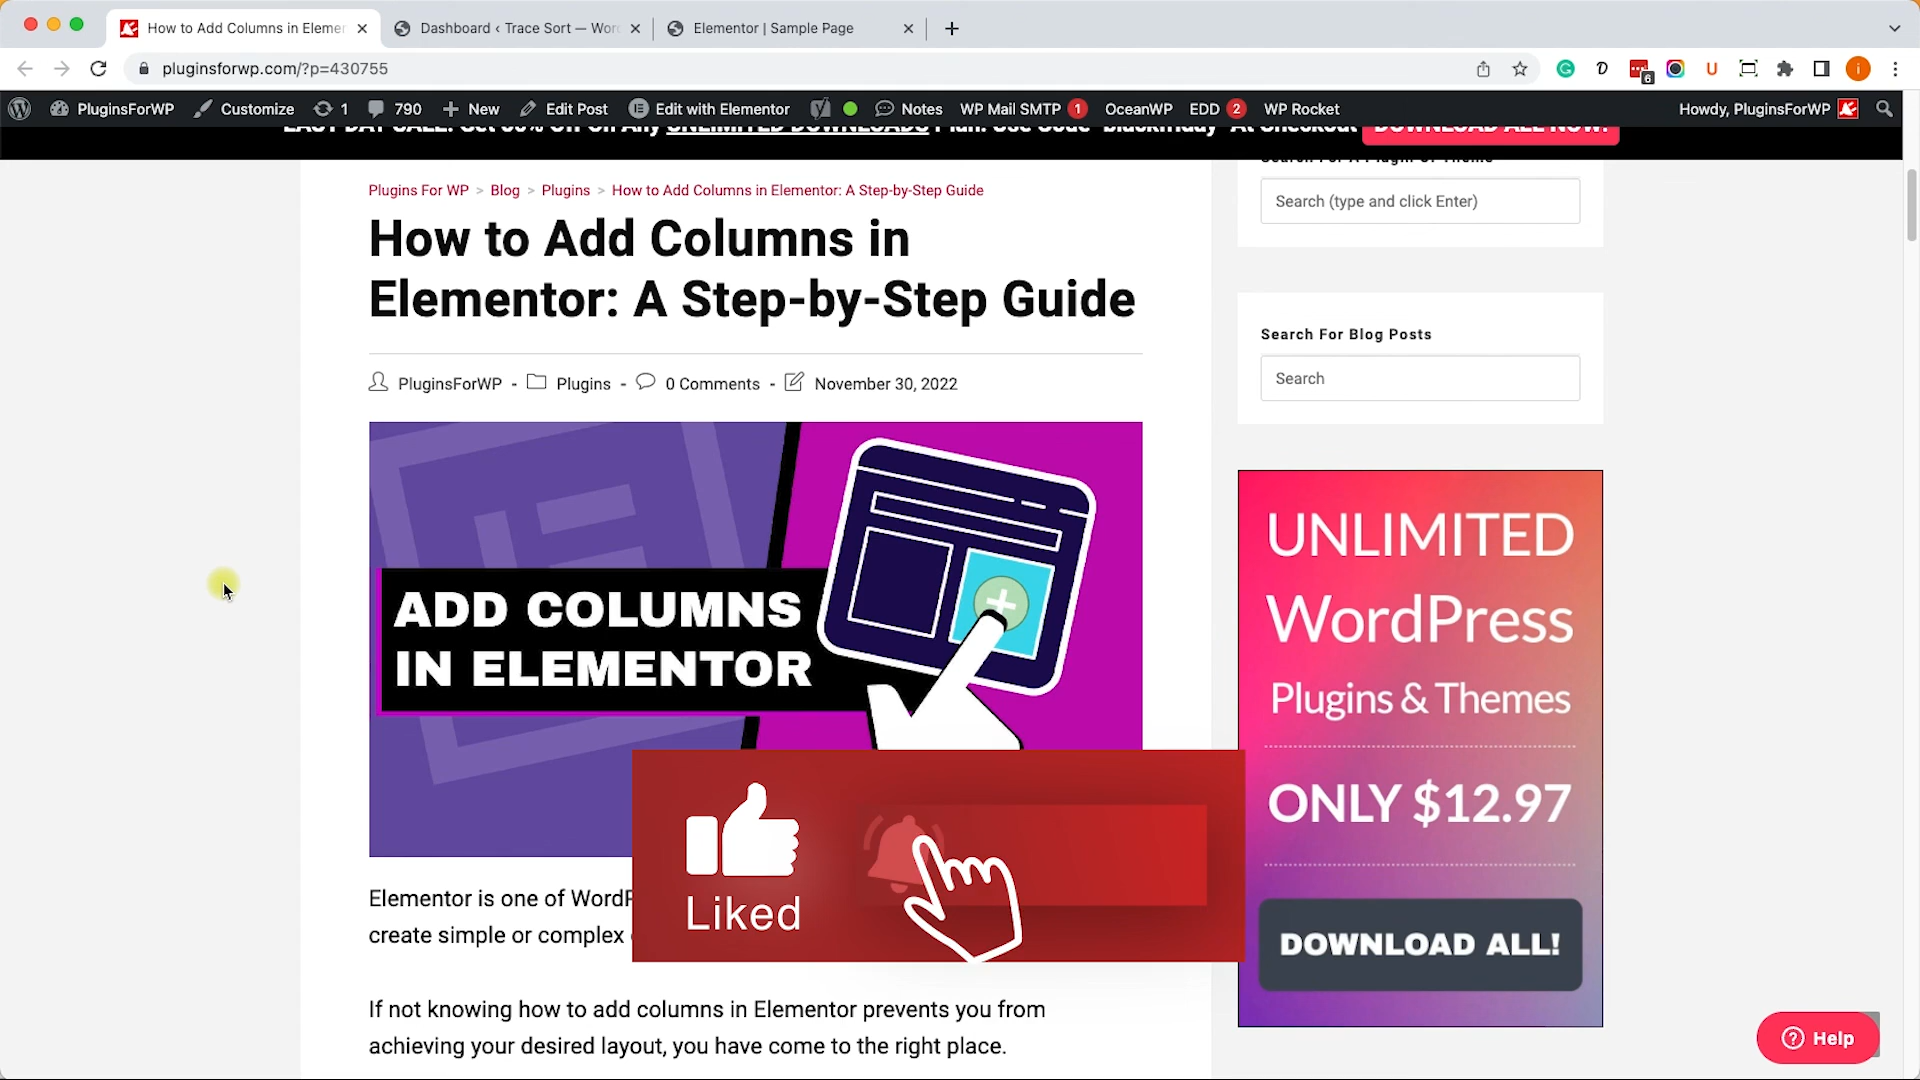 How to Add Columns in Elemer
Dashboard ‹ Trace Sort — Wor
Elementor | Sample Page
pluginsforwp.com/?p=430755
6
i
PluginsForWP
Customize
1
790
New
Edit Post
Edit with Elementor
Notes
WP Mail SMTP 1
OceanWP
EDD 2
WP Rocket
Howdy, PluginsForWP
Plugins For WP > Blog > Plugins > How to Add Columns in Elementor: A Step-by-Step Guide
How to Add Columns in
Elementor: A Step-by-Step Guide
PluginsForWP - Plugins - 0 Comments - November 30, 2022
ADD COLUMNS
IN ELEMENTOR
Liked
Elementor is one of
create simple or complex
If not knowing how to add columns in Elementor prevents you from
achieving your desired layout, you have come to the right place.
Search (type and click Enter)
Search For Blog Posts
Search
UNLIMITED
WordPress
Plugins & Themes
ONLY $12.97
DOWNLOAD ALL!
Help